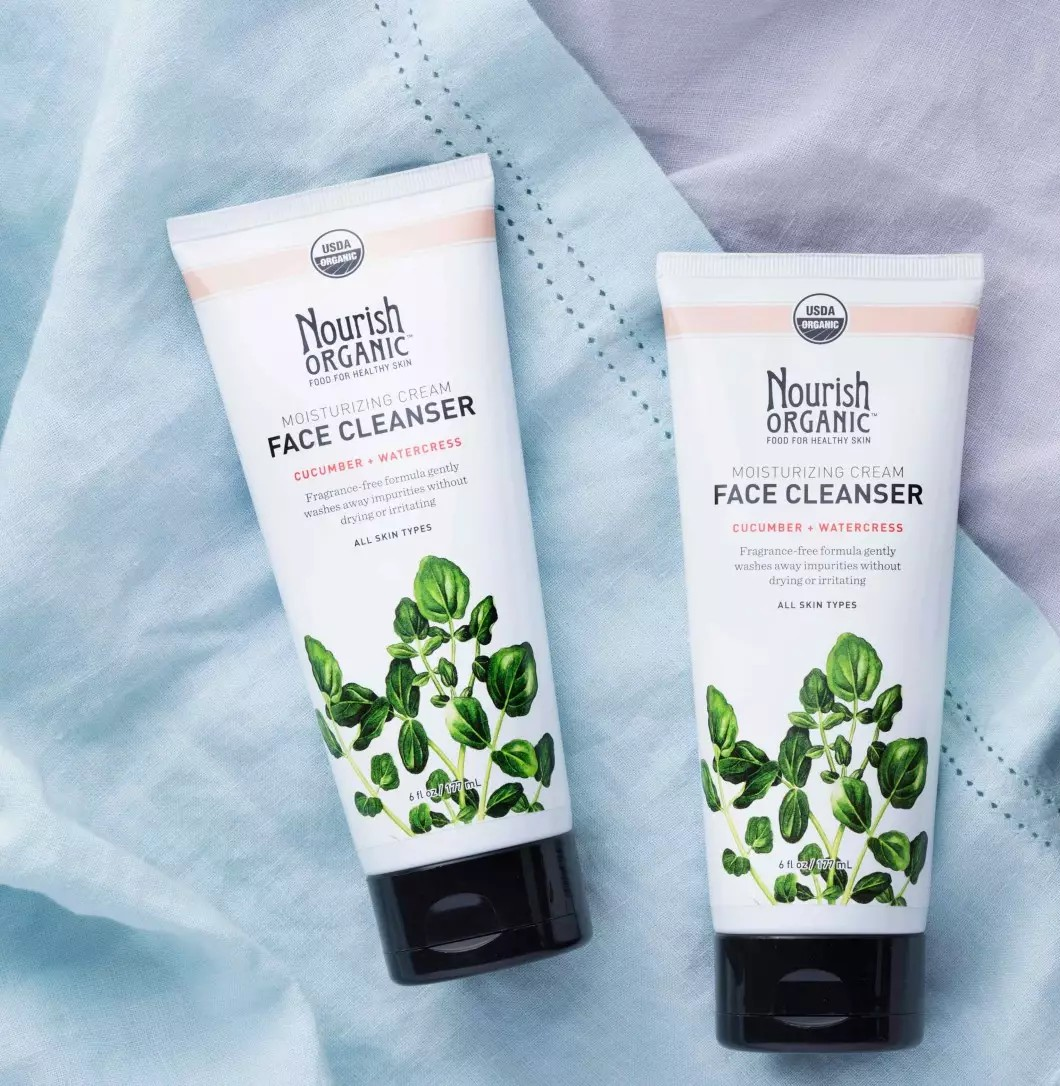 USDA
ORGANIC
Nourish
ORGANIC™
FOOD FOR HEALTHY SKIN
MOISTURIZING CREAM
FACE CLEANSER
CUCUMBER + WATERCRESS
Fragrance-free formula gently
washes away impurities without
drying or irritating
ALL SKIN TYPES
6 fl oz / 177 mL
USDA
ORGANIC
Nourish
ORGANIC™
FOOD FOR HEALTHY SKIN
MOISTURIZING CREAM
FACE CLEANSER
CUCUMBER + WATERCRESS
Fragrance-free formula gently
washes away impurities without
drying or irritating
ALL SKIN TYPES
6 fl oz / 177 mL